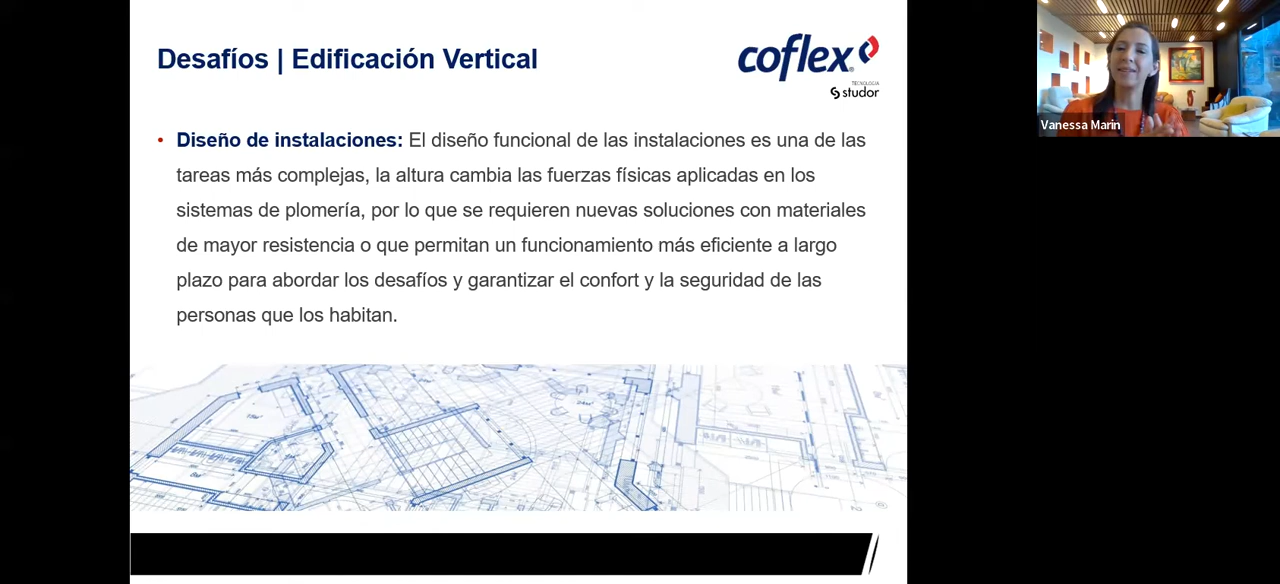 Desafíos | Edificación Vertical
coflex
TECNOLOGÍA
studor
Vanessa Marin
• Diseño de instalaciones: El diseño funcional de las instalaciones es una de las
tareas más complejas, la altura cambia las fuerzas físicas aplicadas en los
sistemas de plomería, por lo que se requieren nuevas soluciones con materiales
de mayor resistencia o que permitan un funcionamiento más eficiente a largo
plazo para abordar los desafíos y garantizar el confort y la seguridad de las
personas que los habitan.